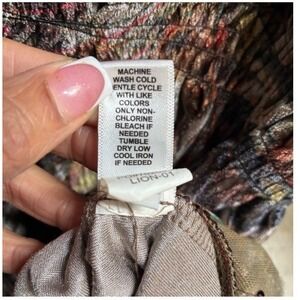 MACHINE
WASH COLD
ENTLE CYCLE
WITH LIKE
COLORS
ONLY NON-
CHLORINE
BLEACH IF
NEEDED
TUMBLE
DRY LOW
COOL IRON
IF NEEDED
LION-01